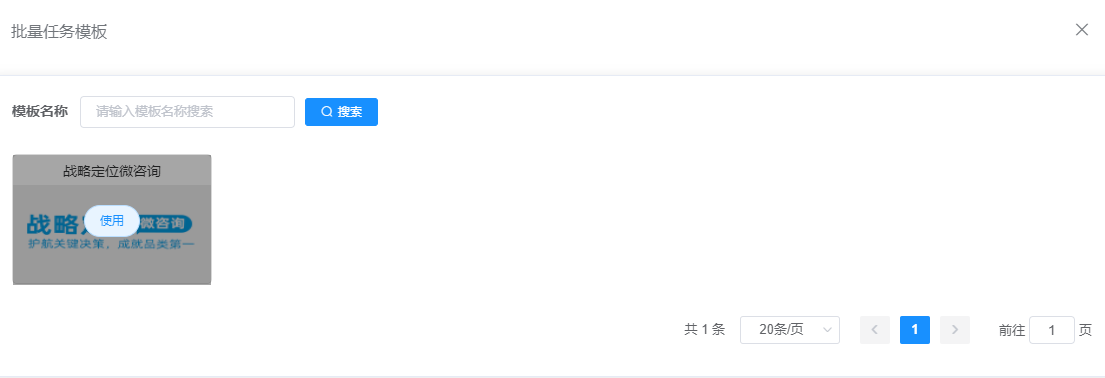 批量任务模板
模板名称 请输入模板名称搜索 搜索
战略定位微咨询
战略 使用 微咨询
护航关键决策，成就品类第一
共 1 条 20条/页 1 前往 1 页